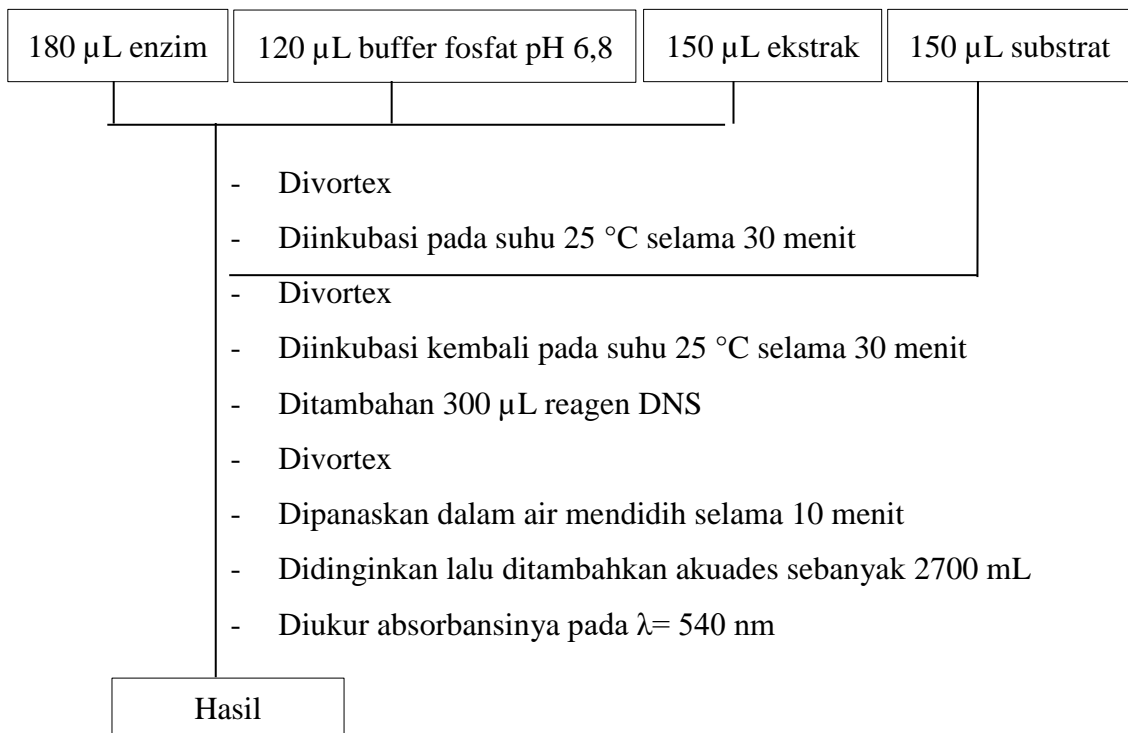 180 µL enzim
120 µL buffer fosfat pH 6,8
150 µL ekstrak
150 µL substrat
- Divortex
- Diinkubasi pada suhu 25 °C selama 30 menit
- Divortex
- Diinkubasi kembali pada suhu 25 °C selama 30 menit
- Ditambahan 300 µL reagen DNS
- Divortex
- Dipanaskan dalam air mendidih selama 10 menit
- Didinginkan lalu ditambahkan akuades sebanyak 2700 mL
- Diukur absorbansinya pada λ= 540 nm
Hasil